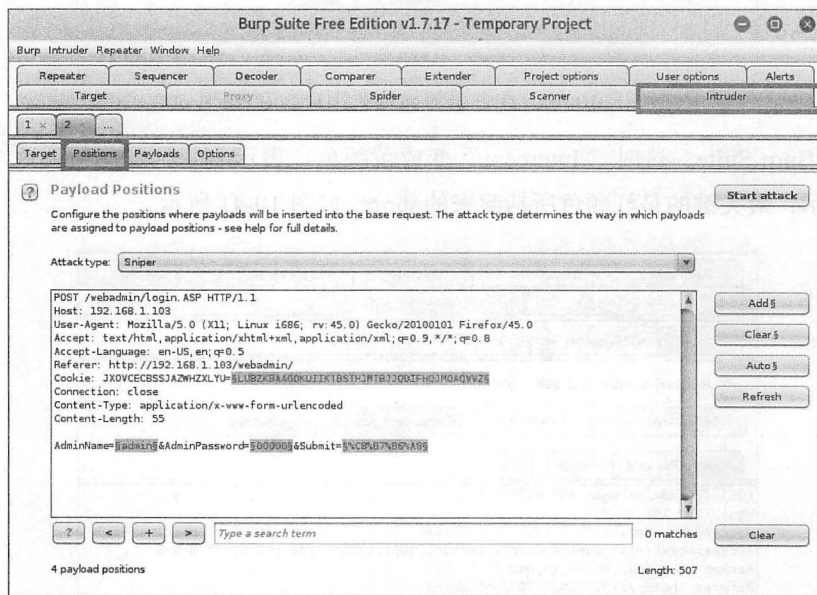 Burp Suite Free Edition v1.7.17 - Temporary Project
Burp Intruder Repeater Window Help
Repeater Sequencer Decoder Comparer Extender Project options User options Alerts
Target Proxy Spider Scanner Intruder
1 × 2 × ...
Target Positions Payloads Options
? Payload Positions
Start attack
Configure the positions where payloads will be inserted into the base request. The attack type determines the way in which payloads
are assigned to payload positions - see help for full details.
Attack type: Sniper
POST /webadmin/login.ASP HTTP/1.1
Host: 192.168.1.103
User-Agent: Mozilla/5.0 (X11; Linux i686; rv:45.0) Gecko/20100101 Firefox/45.0
Accept: text/html,application/xhtml+xml,application/xml;q=0.9,*/*;q=0.8
Accept-Language: en-US,en;q=0.5
Referer: http://192.168.1.103/webadmin/
Cookie:
Connection: close
Content-Type: application/x-www-form-urlencoded
Content-Length: 55
AdminName=§admin§&AdminPassword=§00000§&Submit=§%CB%B7%B6%A8§
Add §
Clear §
Auto §
Refresh
? < + > Type a search term 0 matches Clear
4 payload positions Length: 507